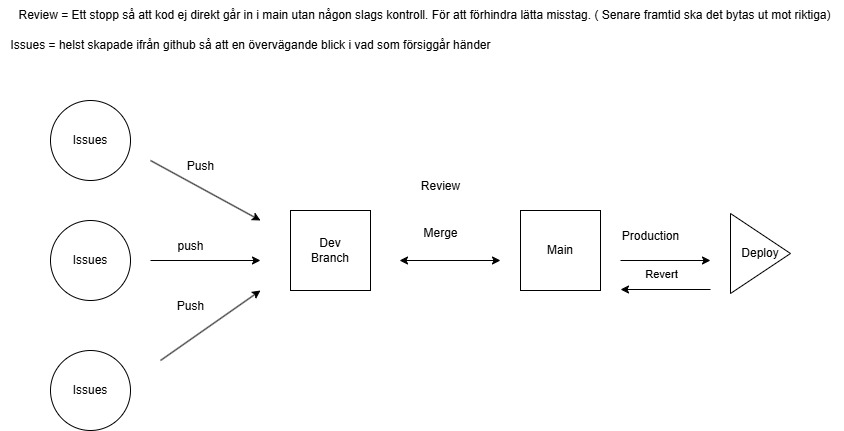 Review = Ett stopp så att kod ej direkt går in i main utan någon slags kontroll. För att förhindra lätta misstag. ( Senare framtid ska det bytas ut mot riktiga)
Issues = helst skapade ifrån github så att en övervägande blick i vad som försiggår händer
Issues
Push
Review
Issues
push
Dev
Branch
Merge
Main
Production
Revert
Deploy
Push
Issues